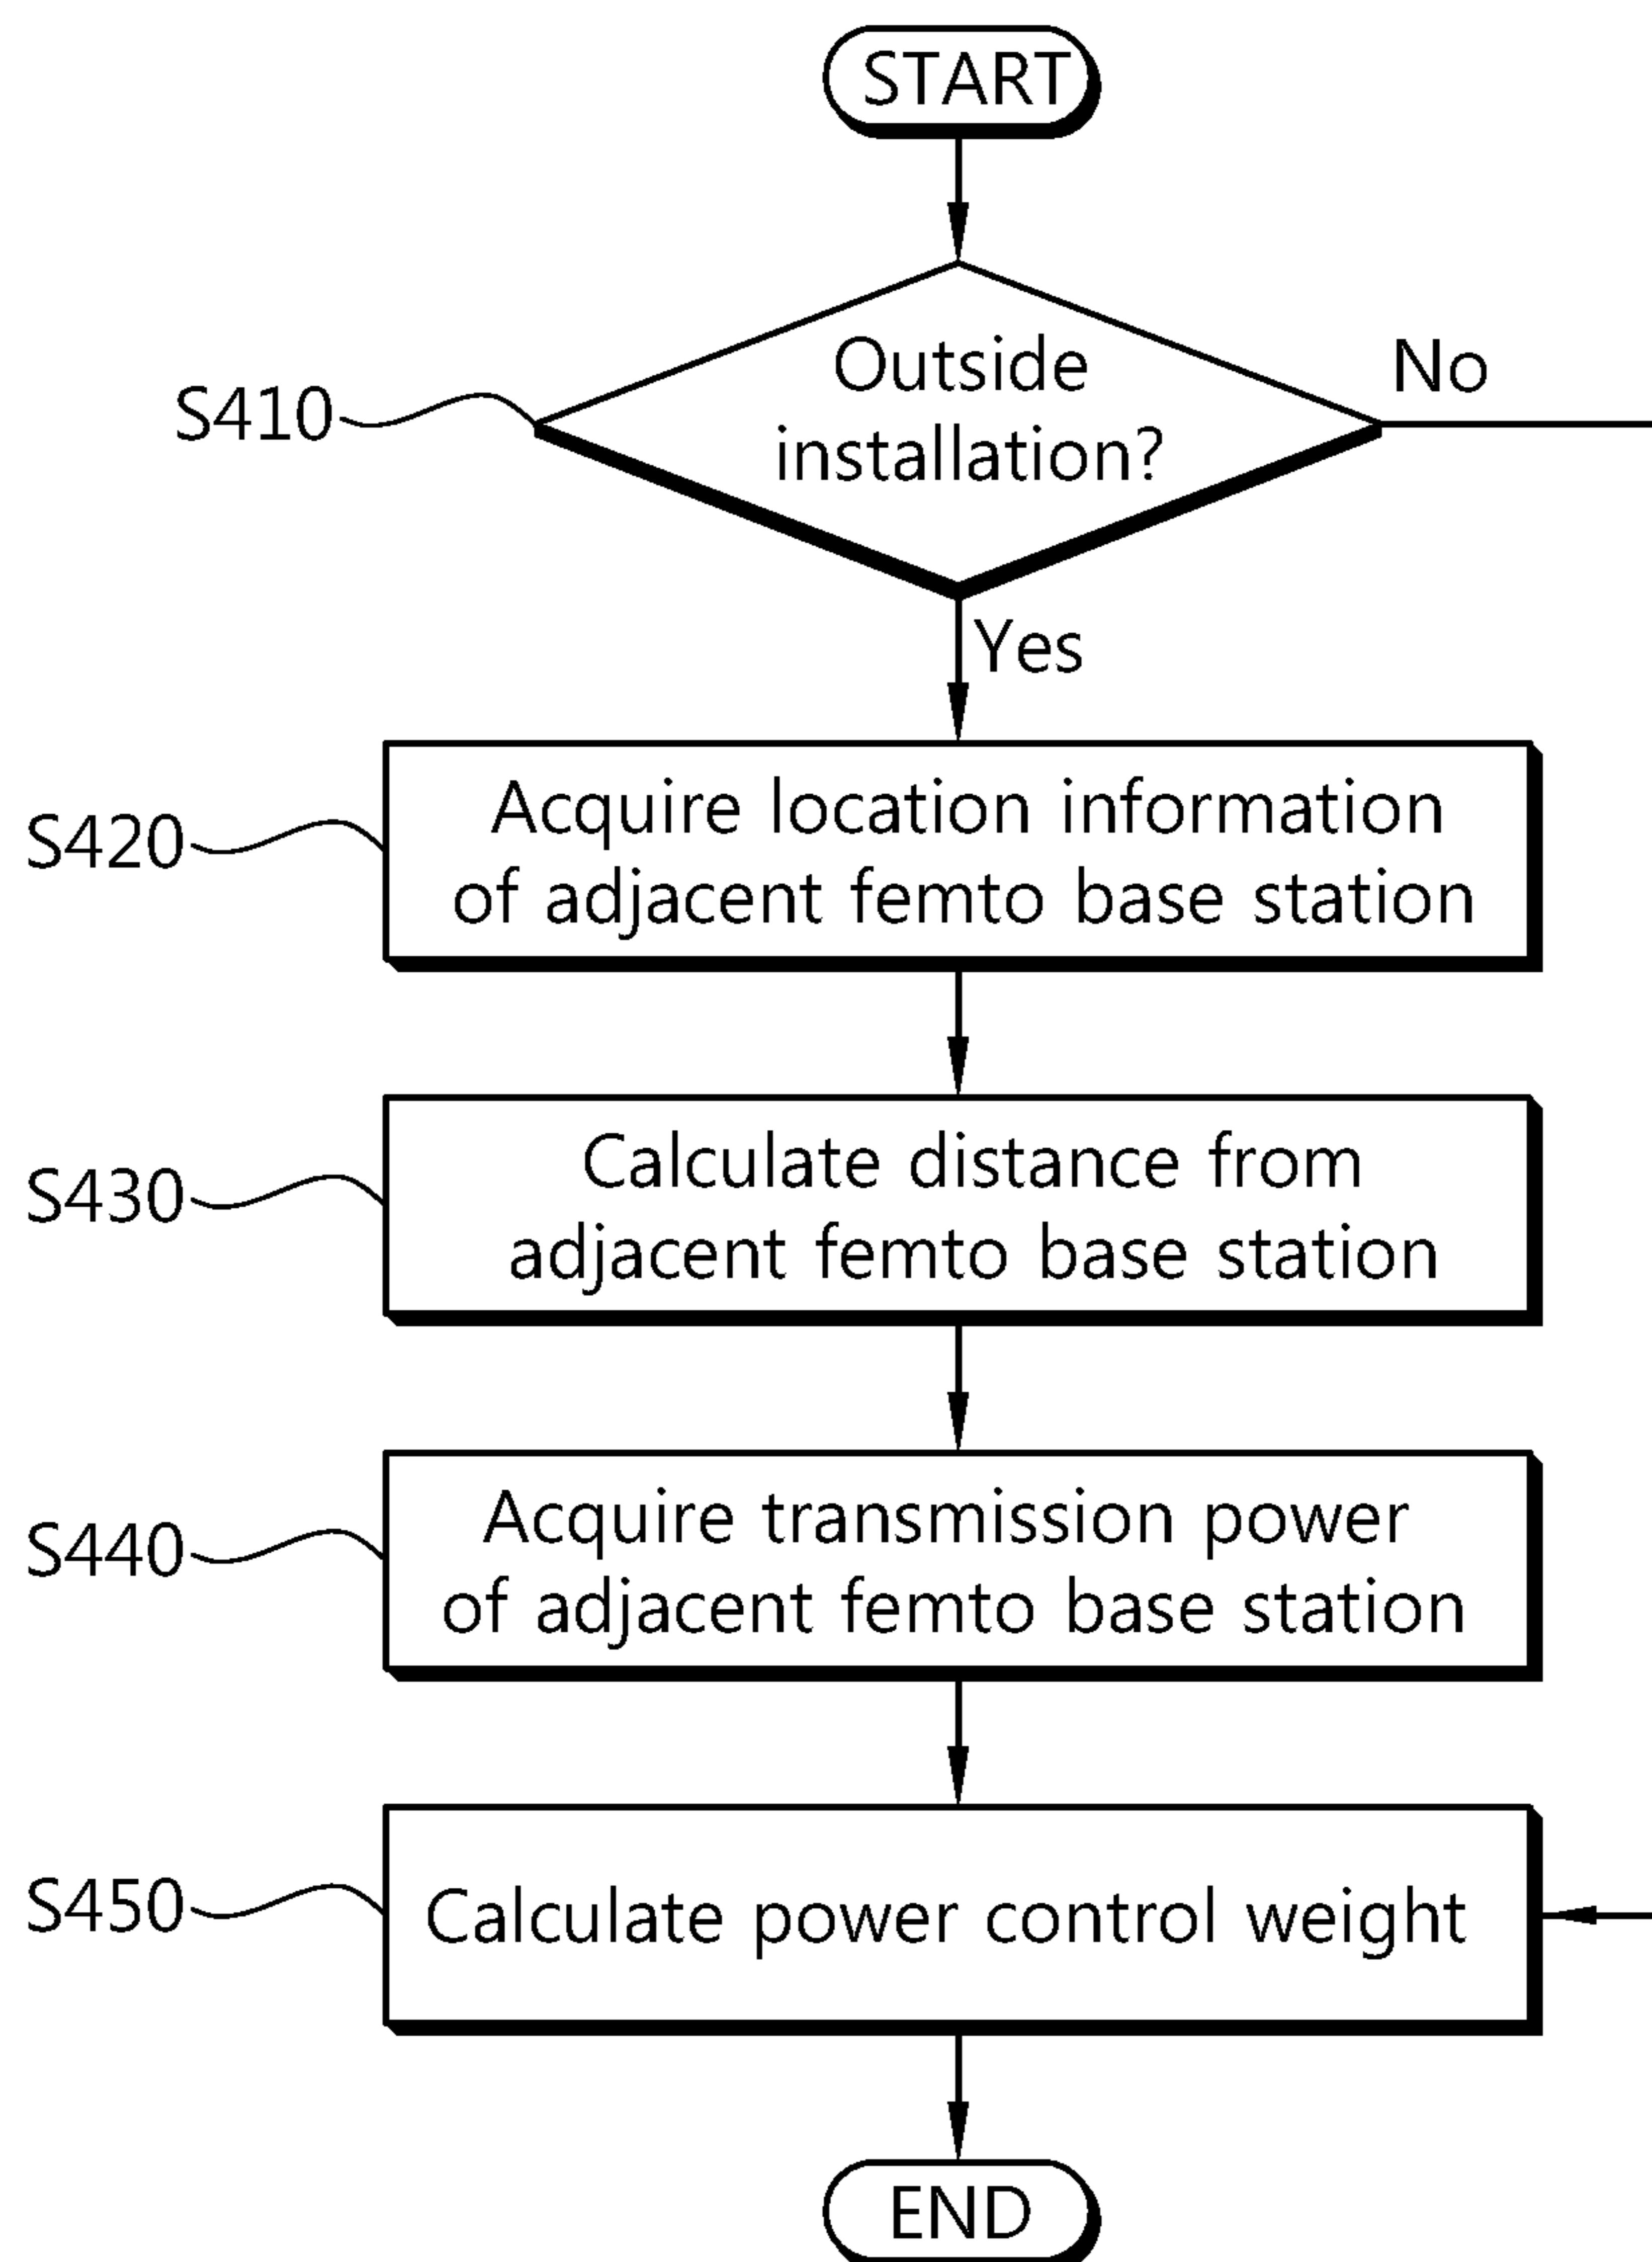 START
Outside
installation?
No
S410
Yes
S420
Acquire location information
of adjacent femto base station
S430
Calculate distance from
adjacent femto base station
S440
Acquire transmission power
of adjacent femto base station
S450
Calculate power control weight
END